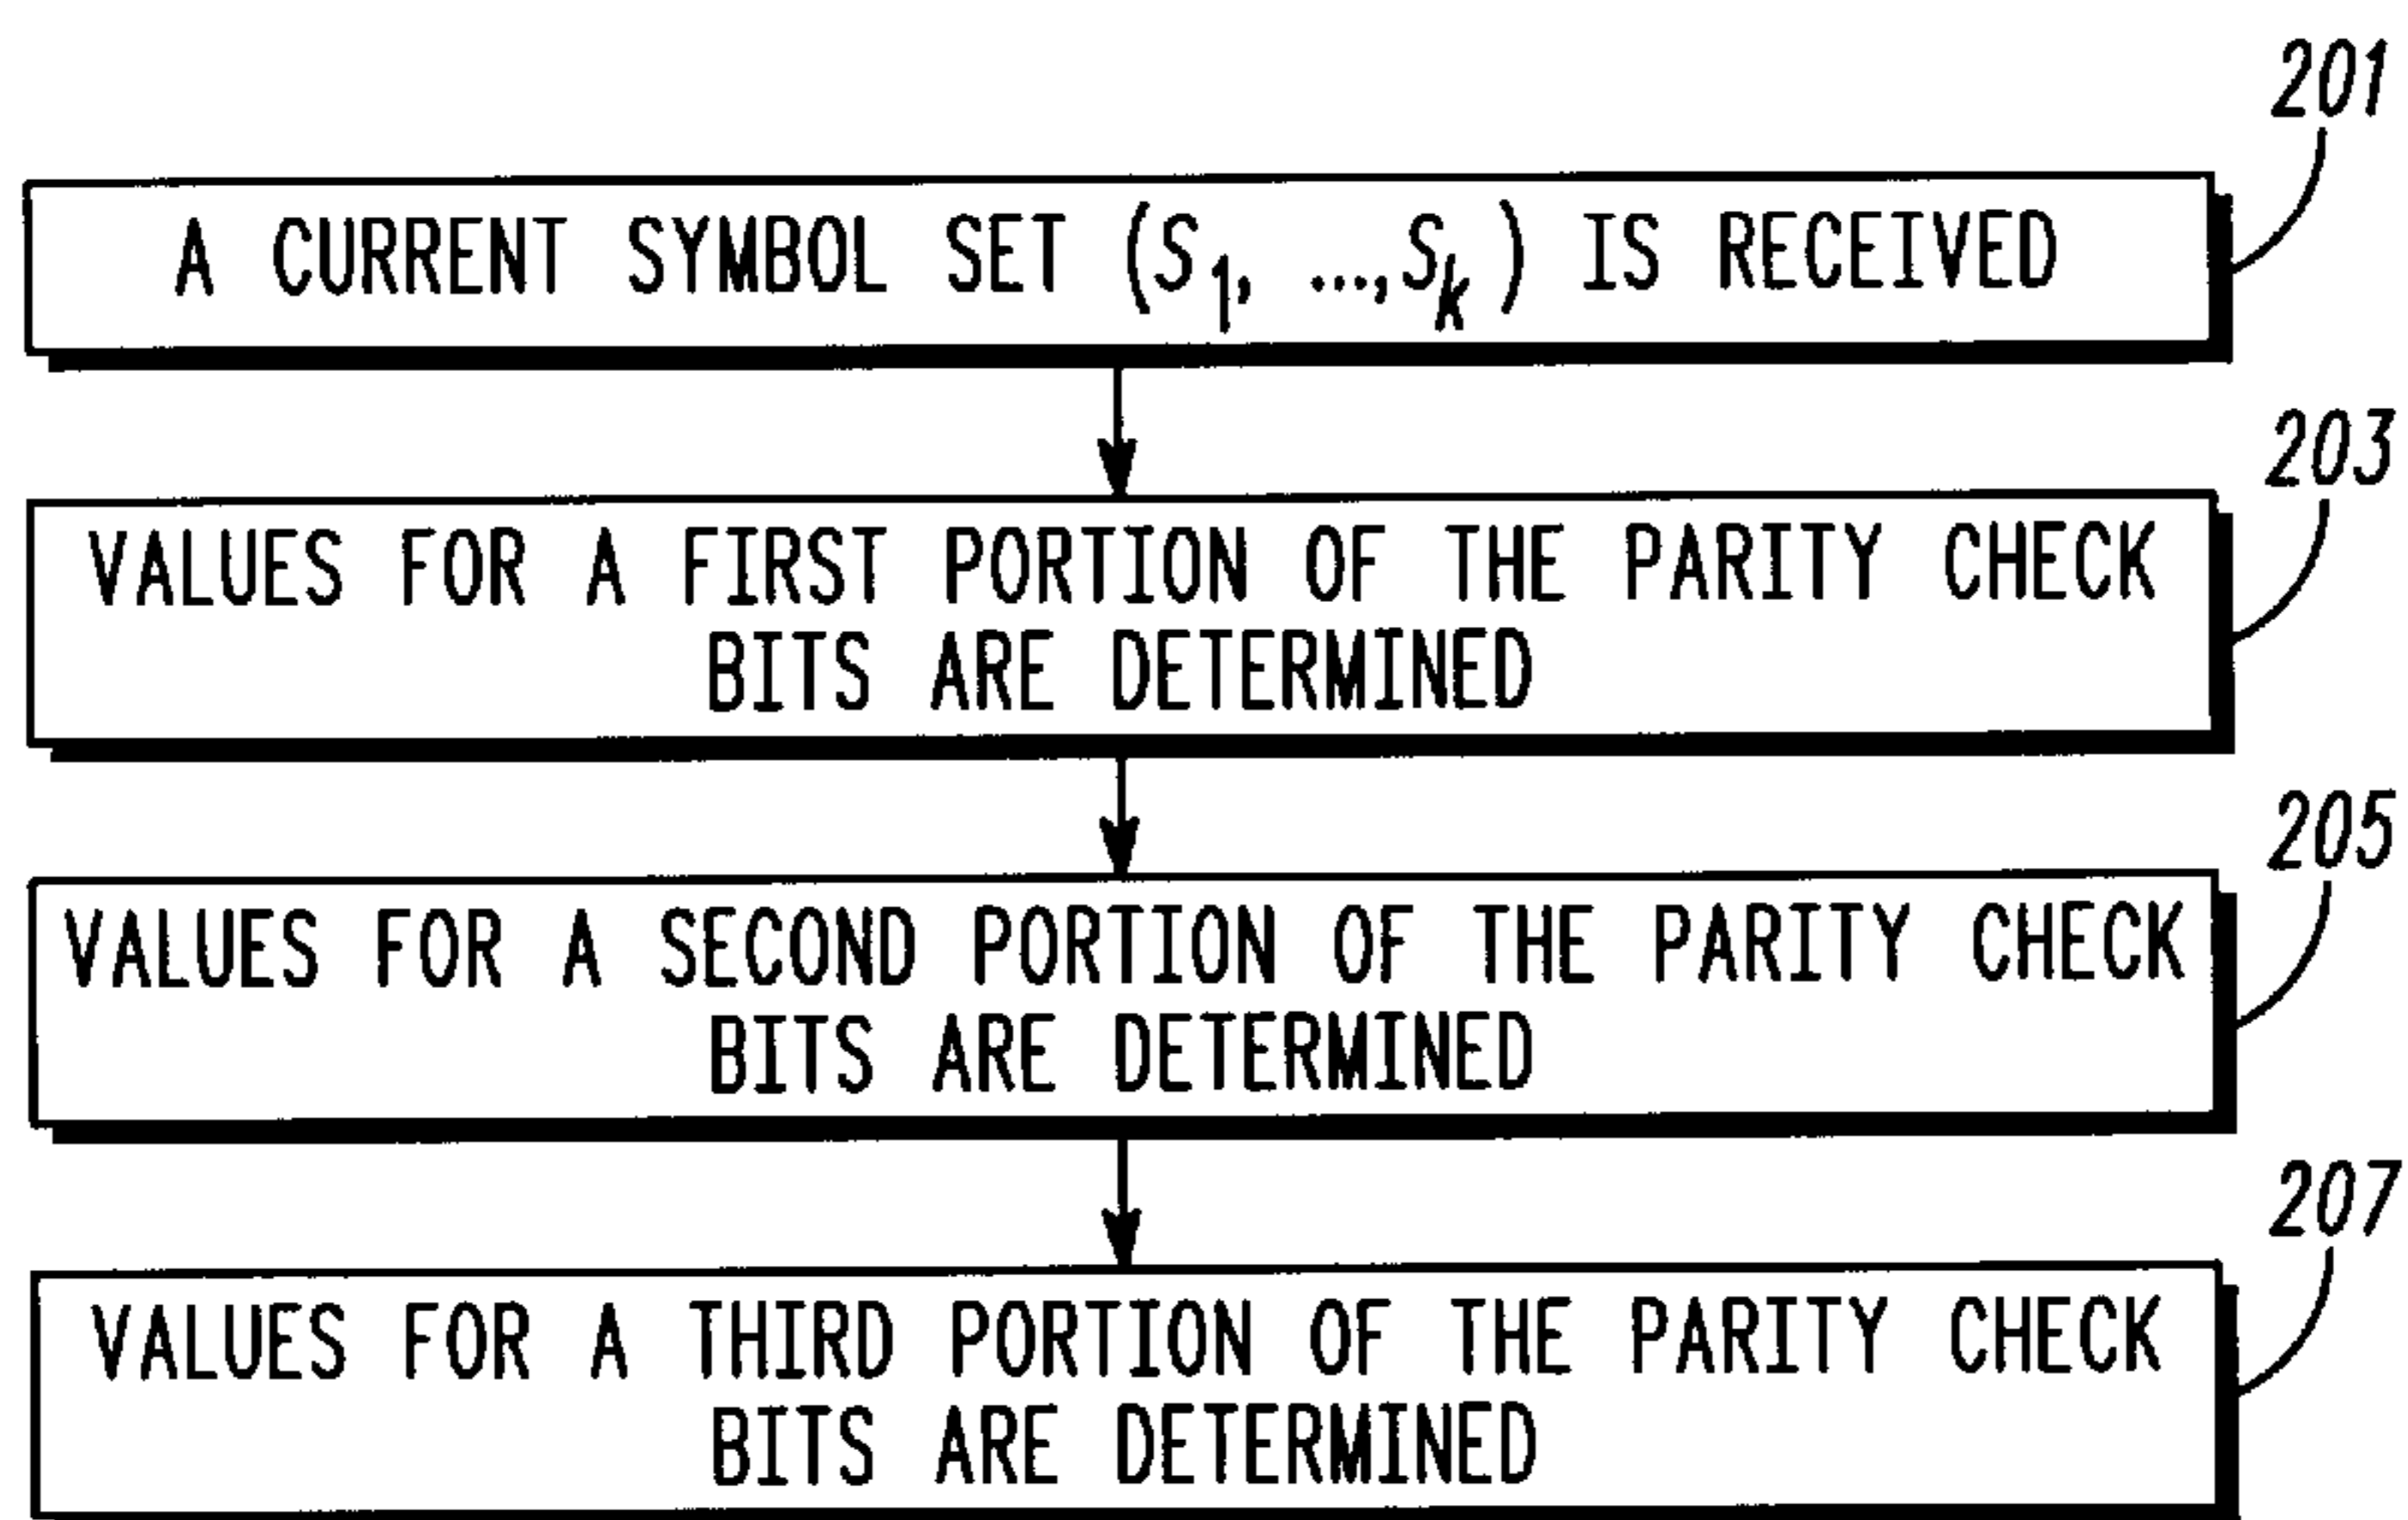 201
A CURRENT SYMBOL SET (S1, ...,Sk) IS RECEIVED
203
VALUES FOR A FIRST PORTION OF THE PARITY CHECK
BITS ARE DETERMINED
205
VALUES FOR A SECOND PORTION OF THE PARITY CHECK
BITS ARE DETERMINED
207
VALUES FOR A THIRD PORTION OF THE PARITY CHECK
BITS ARE DETERMINED